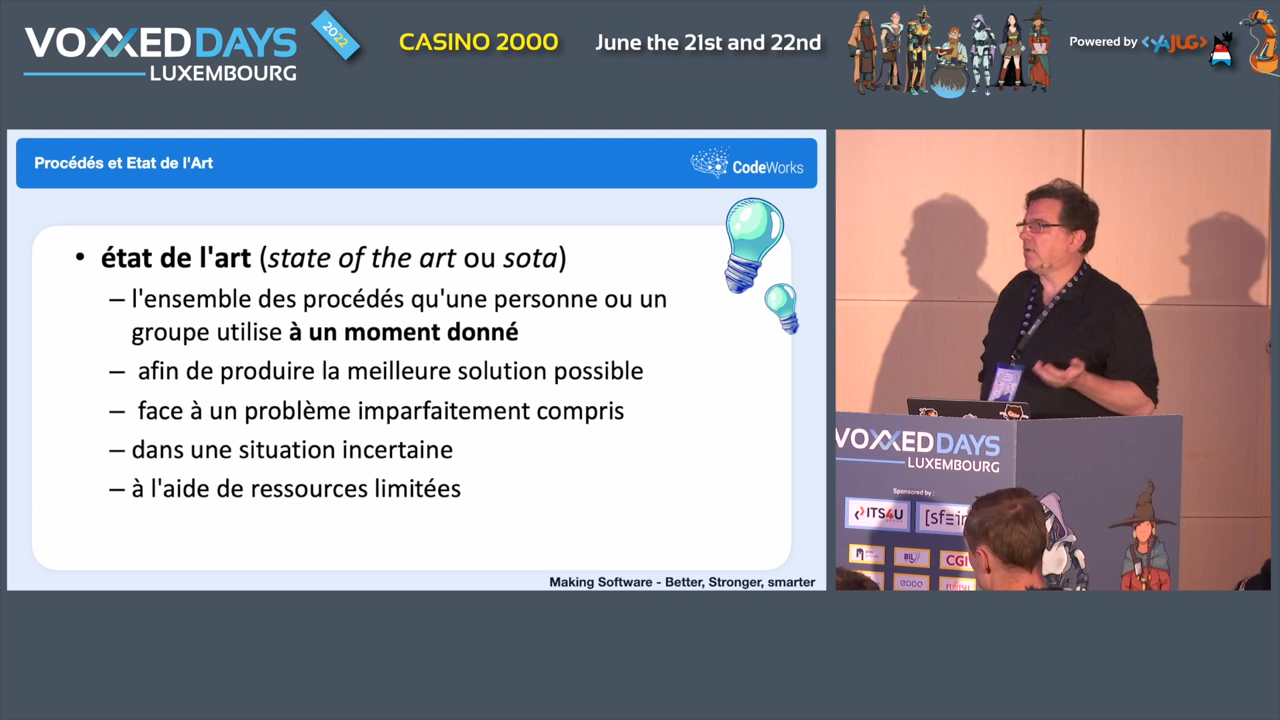 VOXXED DAYS
LUXEMBOURG
2022
CASINO 2000
June the 21st and 22nd
Powered by <YAJUG>
Procédés et Etat de l'Art
CodeWorks
• état de l'art (state of the art ou sota)
– l'ensemble des procédés qu'une personne ou un
groupe utilise à un moment donné
– afin de produire la meilleure solution possible
– face à un problème imparfaitement compris
– dans une situation incertaine
– à l'aide de ressources limitées
Making Software - Better, Stronger, smarter
VOXXED DAYS
LUXEMBOURG
Sponsored by :
ITS4U
[sfeir
BIL
CGI